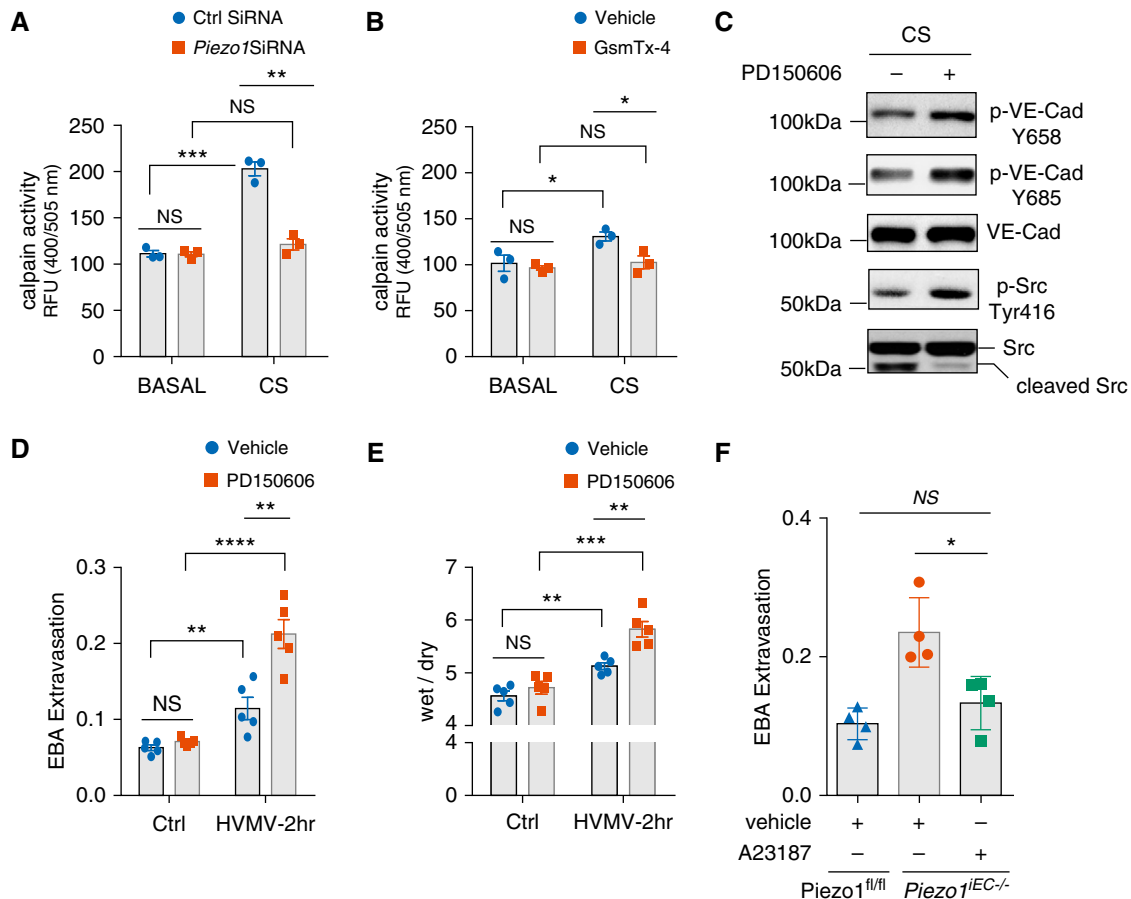 A
Ctrl SiRNA
Piezo1SiRNA
**
NS
***
NS
calpain activity
RFU (400/505 nm)
250
200
150
100
50
0
BASAL
CS
B
Vehicle
GsmTx-4
*
NS
*
NS
calpain activity
RFU (400/505 nm)
250
200
150
100
50
0
BASAL
CS
C
CS
PD150606 – +
100kDa
p-VE-Cad
Y658
100kDa
p-VE-Cad
Y685
100kDa
VE-Cad
50kDa
p-Src
Tyr416
Src
50kDa
cleaved Src
D
Vehicle
PD150606
**
****
**
NS
EBA Extravasation
0.3
0.2
0.1
0.0
Ctrl
HVMV-2hr
E
Vehicle
PD150606
**
***
**
NS
wet / dry
7
6
5
4
4
0
Ctrl
HVMV-2hr
F
NS
*
EBA Extravasation
0.4
0.2
0.0
vehicle + + –
A23187 – – +
Piezo1fl/fl
Piezo1iEC-/-